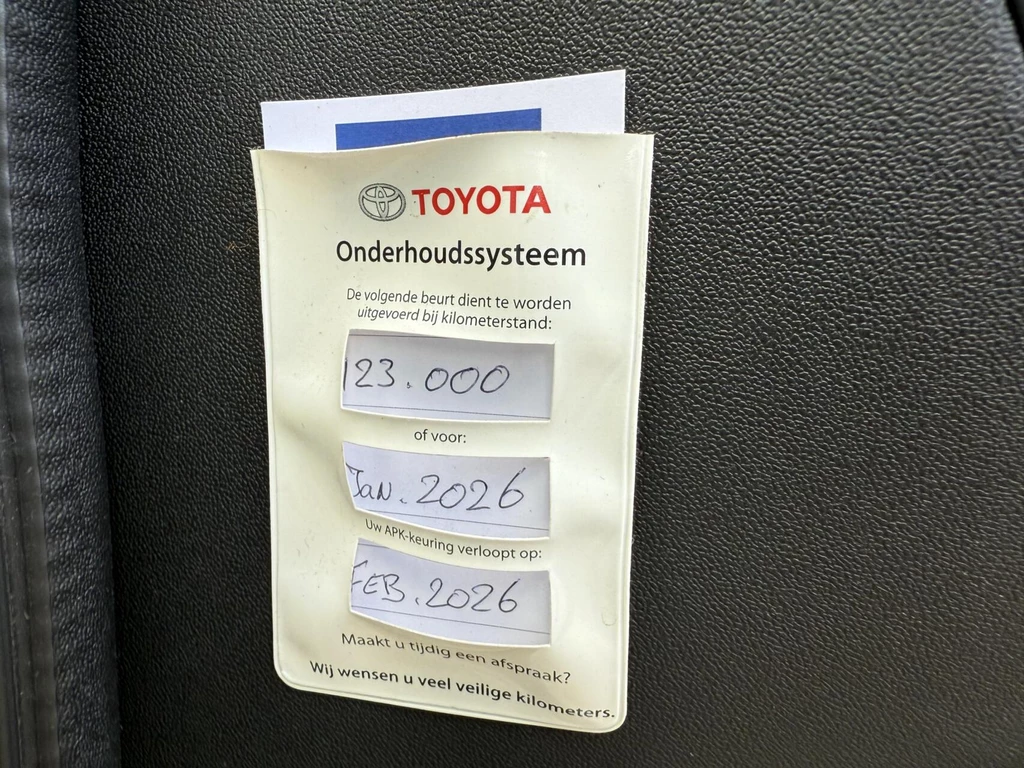 TOYOTA
Onderhoudssysteem
De volgende beurt dient te worden
uitgevoerd bij kilometerstand:
123.000
of voor:
Jan. 2026
Uw APK-keuring verloopt op:
FEB. 2026
Maakt u tijdig een afspraak?
Wij wensen u veel veilige kilometers.